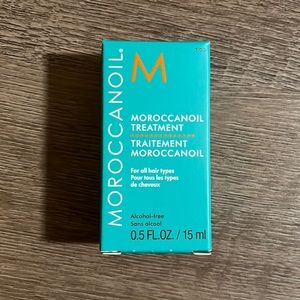 MOROCCANOIL®
M
MOROCCANOIL
TREATMENT
TRAITEMENT
MOROCCANOIL
For all hair types
Pour tous les types
de cheveux
Alcohol-free
Sans alcool
0.5 FL.OZ. / 15 ml